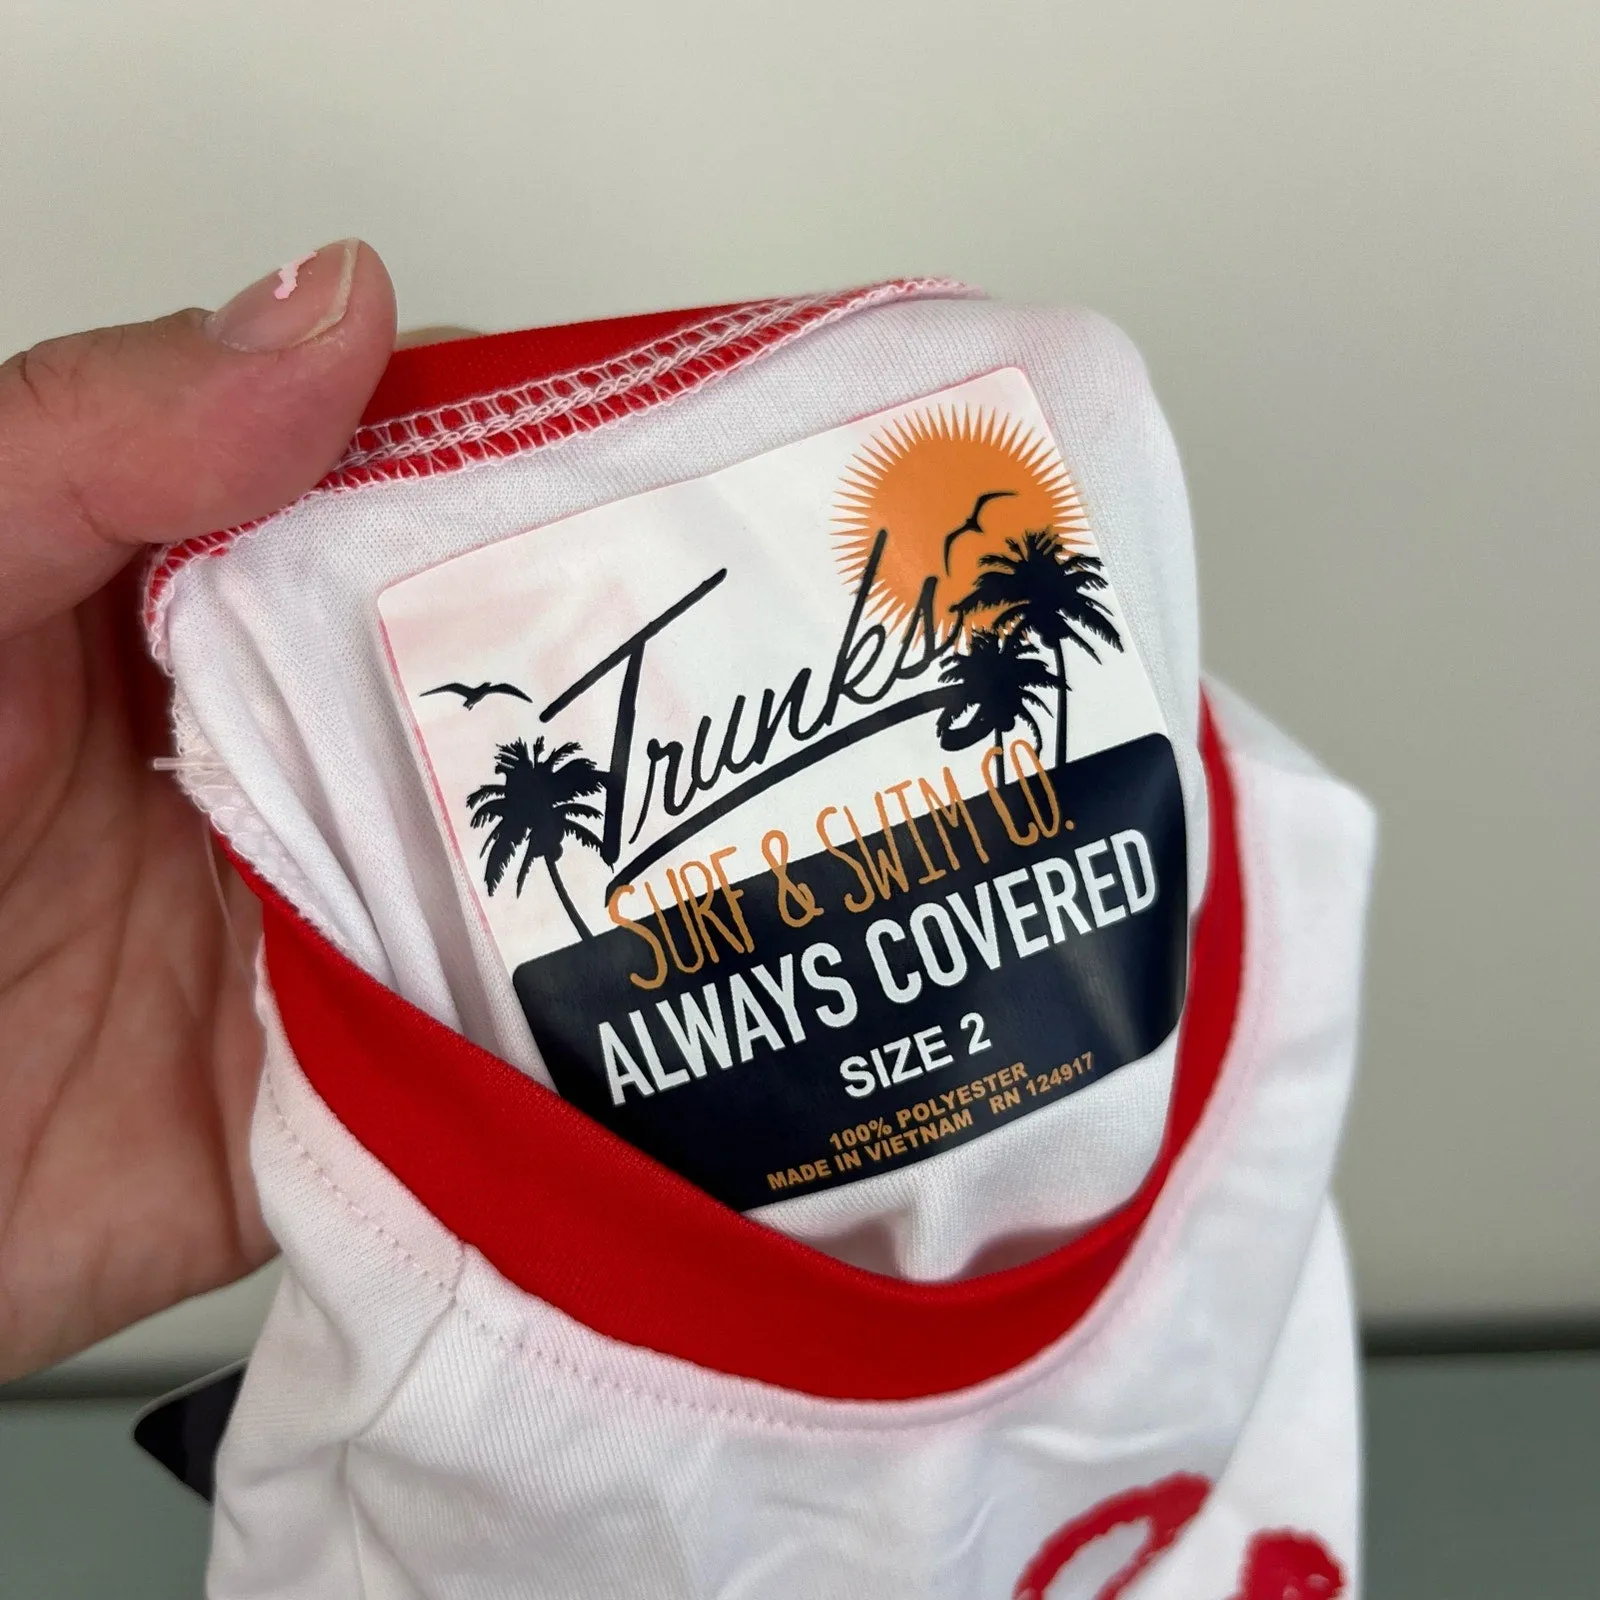 Trunks
SURF & SWIM CO.
ALWAYS COVERED
SIZE 2
100% POLYESTER
MADE IN VIETNAM RN 124917